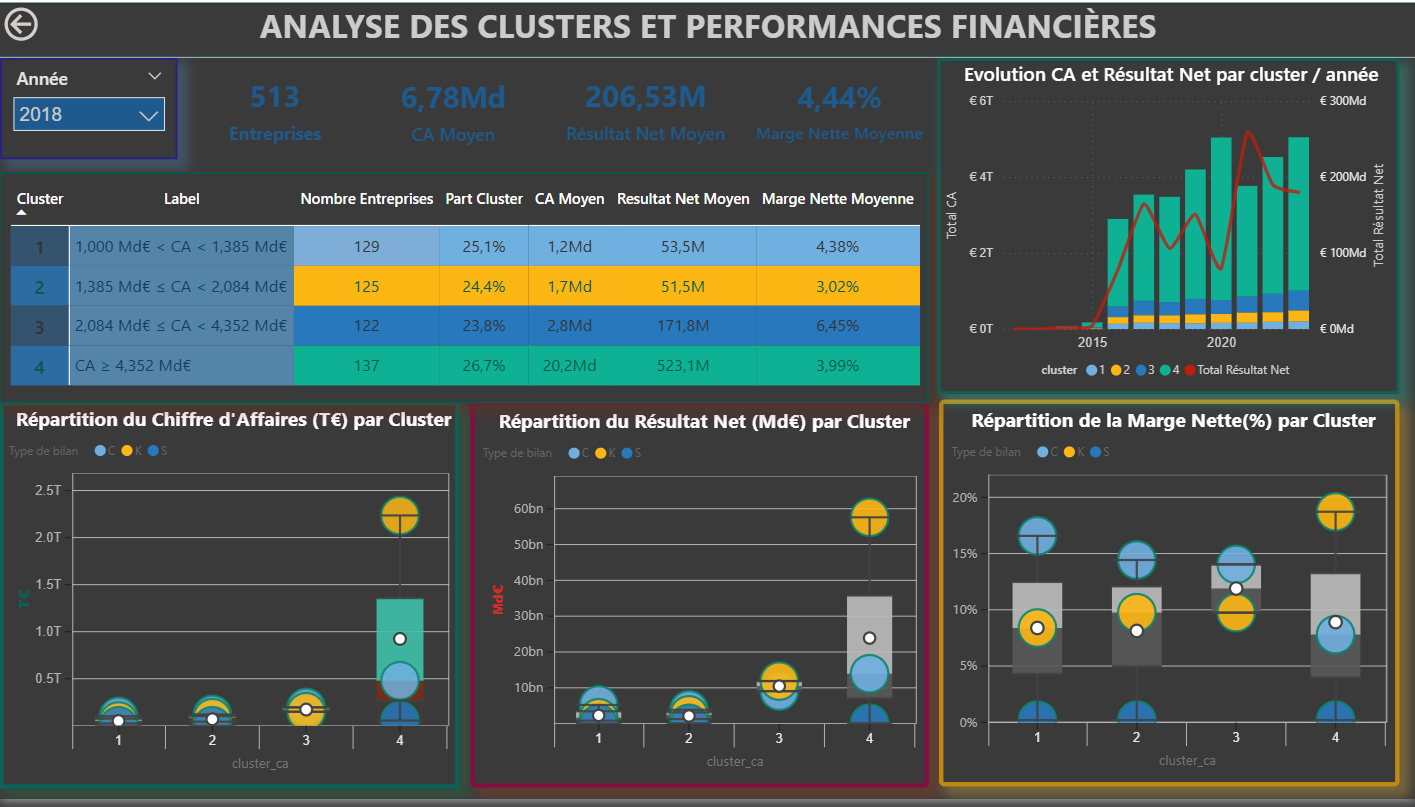 ANALYSE DES CLUSTERS ET PERFORMANCES FINANCIÈRES
Année
2018
513
Entreprises
6,78Md
CA Moyen
206,53M
Résultat Net Moyen
4,44%
Marge Nette Moyenne
Cluster Label Nombre Entreprises Part Cluster CA Moyen Resultat Net Moyen Marge Nette Moyenne
1 1,000 Md€ < CA < 1,385 Md€ 129 25,1% 1,2Md 53,5M 4,38%
2 1,385 Md€ ≤ CA < 2,084 Md€ 125 24,4% 1,7Md 51,5M 3,02%
3 2,084 Md€ ≤ CA < 4,352 Md€ 122 23,8% 2,8Md 171,8M 6,45%
4 CA ≥ 4,352 Md€ 137 26,7% 20,2Md 523,1M 3,99%
Evolution CA et Résultat Net par cluster / année
€ 6T € 300Md
€ 4T € 200Md
€ 2T € 100Md
€ 0T € 0Md
Total CA
Total Résultat Net
2015 2020
cluster 1 2 3 4 Total Résultat Net
Répartition du Chiffre d'Affaires (T€) par Cluster
Type de bilan C K S
2.5T
2.0T
1.5T
1.0T
0.5T
T€
1 2 3 4
cluster_ca
Répartition du Résultat Net (Md€) par Cluster
Type de bilan C K S
60bn
50bn
40bn
30bn
20bn
10bn
Md€
1 2 3 4
cluster_ca
Répartition de la Marge Nette(%) par Cluster
Type de bilan C K S
20%
15%
10%
5%
0%
1 2 3 4
cluster_ca